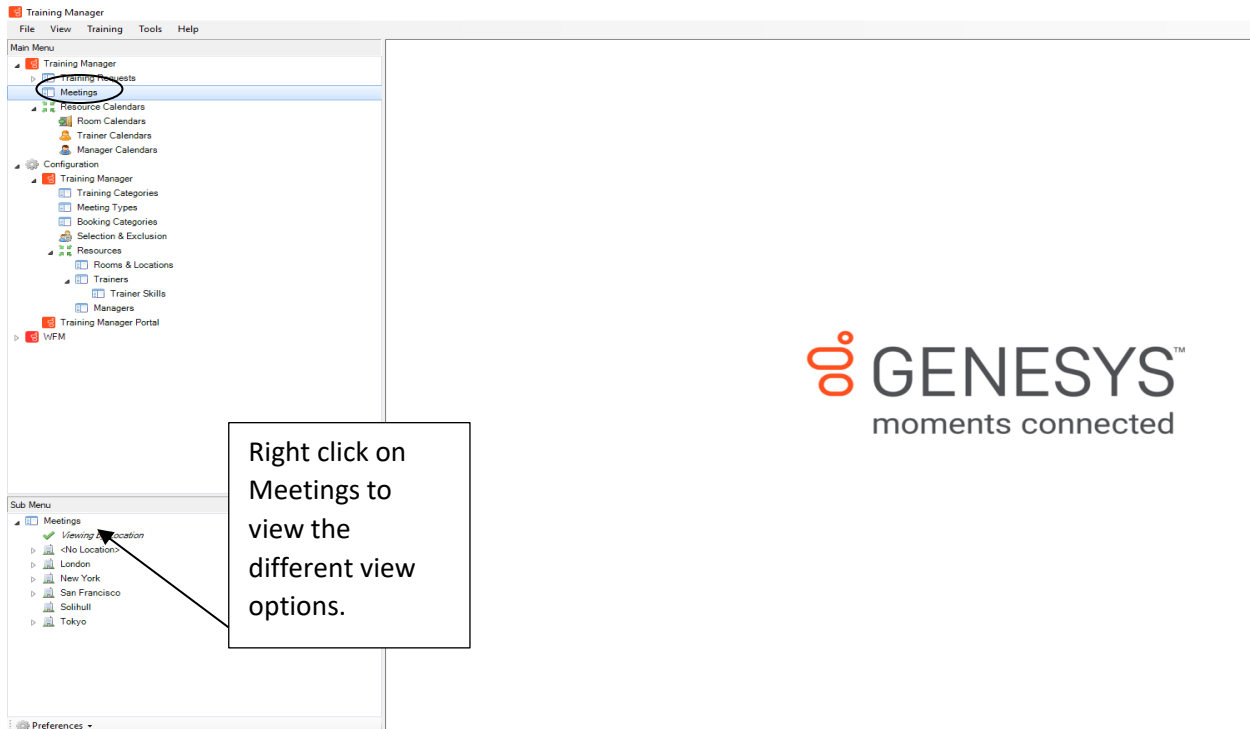 Training Manager
File View Training Tools Help
Main Menu
Training Manager
Training Requests
Meetings
Resource Calendars
Room Calendars
Trainer Calendars
Manager Calendars
Configuration
Training Manager
Training Categories
Meeting Types
Booking Categories
Selection & Exclusion
Resources
Rooms & Locations
Trainers
Trainer Skills
Managers
Training Manager Portal
WFM
GENESYS™
moments connected
Right click on
Meetings to
view the
different view
options.
Sub Menu
Meetings
Viewing by Location
<No Location>
London
New York
San Francisco
Solihull
Tokyo
Preferences